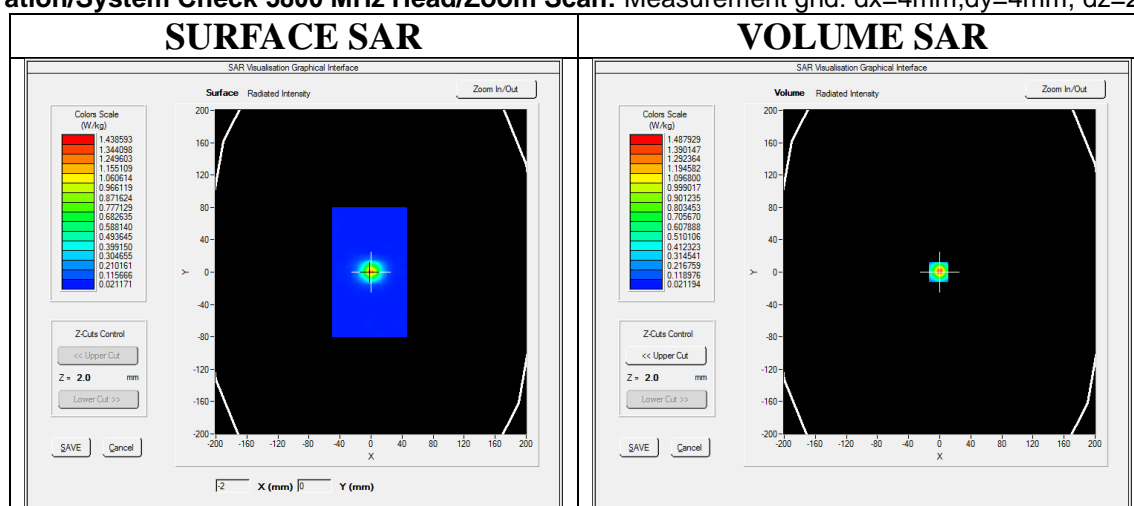 ation/System Check 5800 MHz Head/Zoom Scan: Measurement grid: dx=4mm,dy=4mm, dz=2
SURFACE SAR
SAR Visualisation Graphical Interface
Surface Radiated Intensity
Zoom In/Out
Colors Scale
(W/kg)
1.438593
1.344098
1.249603
1.155109
1.060614
0.966119
0.871624
0.777129
0.682635
0.588140
0.493645
0.399150
0.304655
0.210161
0.115666
0.021171
Z-Cuts Control
<< Upper Cut
Z = 2.0 mm
Lower Cut >>
SAVE Cancel
Y
200
160
120
80
40
0
-40
-80
-120
-160
-200
-200 -160 -120 -80 -40 0 40 80 120 160 200
X
-2 X (mm) 0 Y (mm)
VOLUME SAR
SAR Visualisation Graphical Interface
Volume Radiated Intensity
Zoom In/Out
Colors Scale
(W/kg)
1.487929
1.390147
1.292364
1.194582
1.096800
0.999017
0.901235
0.803453
0.705670
0.607888
0.510106
0.412323
0.314541
0.216759
0.118976
0.021194
Z-Cuts Control
<< Upper Cut
Z = 2.0 mm
Lower Cut >>
SAVE Cancel
Y
200
160
120
80
40
0
-40
-80
-120
-160
-200
-200 -160 -120 -80 -40 0 40 80 120 160 200
X